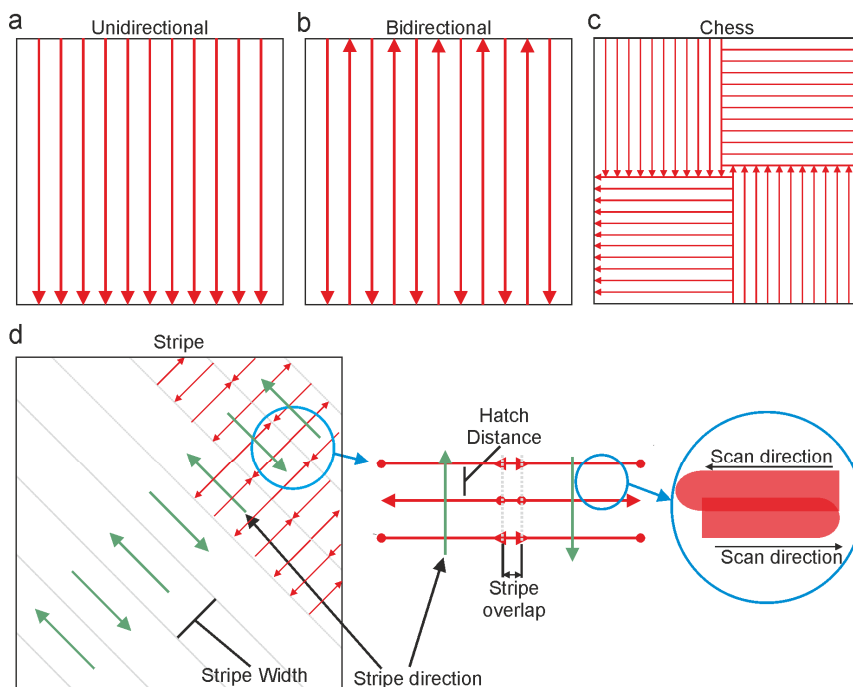 a
Unidirectional
b
Bidirectional
c
Chess
d
Stripe
Hatch
Distance
Scan direction
Scan direction
Stripe
overlap
Stripe Width
Stripe direction